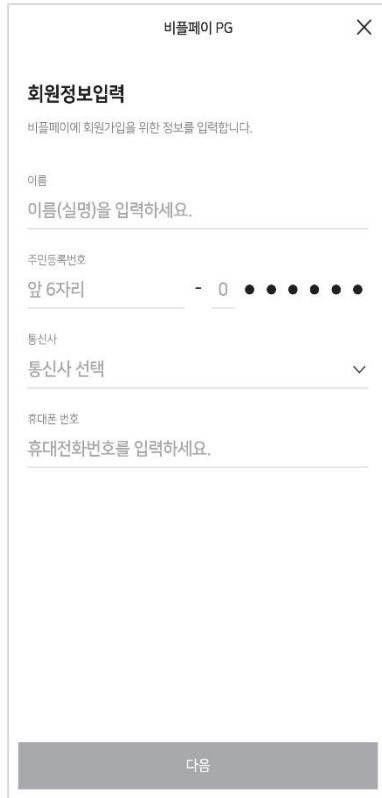 비플페이 PG
회원정보입력
비플페이에 회원가입을 위한 정보를 입력합니다.
이름
이름(실명)을 입력하세요.
주민등록번호
앞 6자리 - 0 ● ● ● ● ● ●
통신사
통신사 선택
휴대폰 번호
휴대전화번호를 입력하세요.
다음